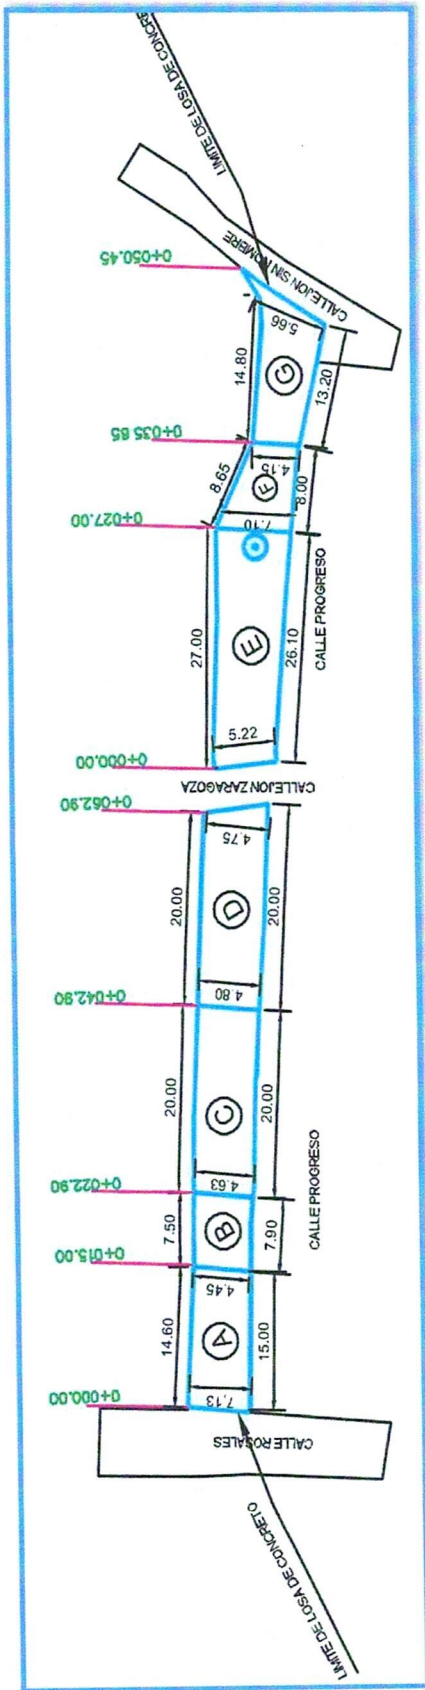 0+000.00
0+015.00
0+022.90
0+042.90
0+062.90
0+000.00
0+027.00
0+035.65
0+050.45
14.60
7.50
20.00
20.00
27.00
8.65
14.80
7.13
A
4.45
B
4.63
C
4.80
D
4.75
5.22
E
7.10
F
4.15
G
5.66
15.00
7.90
20.00
20.00
26.10
8.00
13.20
CALLE ROSALES
CALLE PROGRESO
CALLEJON ZARAGOZA
CALLE PROGRESO
CALLEJON SIN NOMBRE
LIMITE DE LOSA DE CONCRETO
LIMITE DE LOSA DE CONCRE